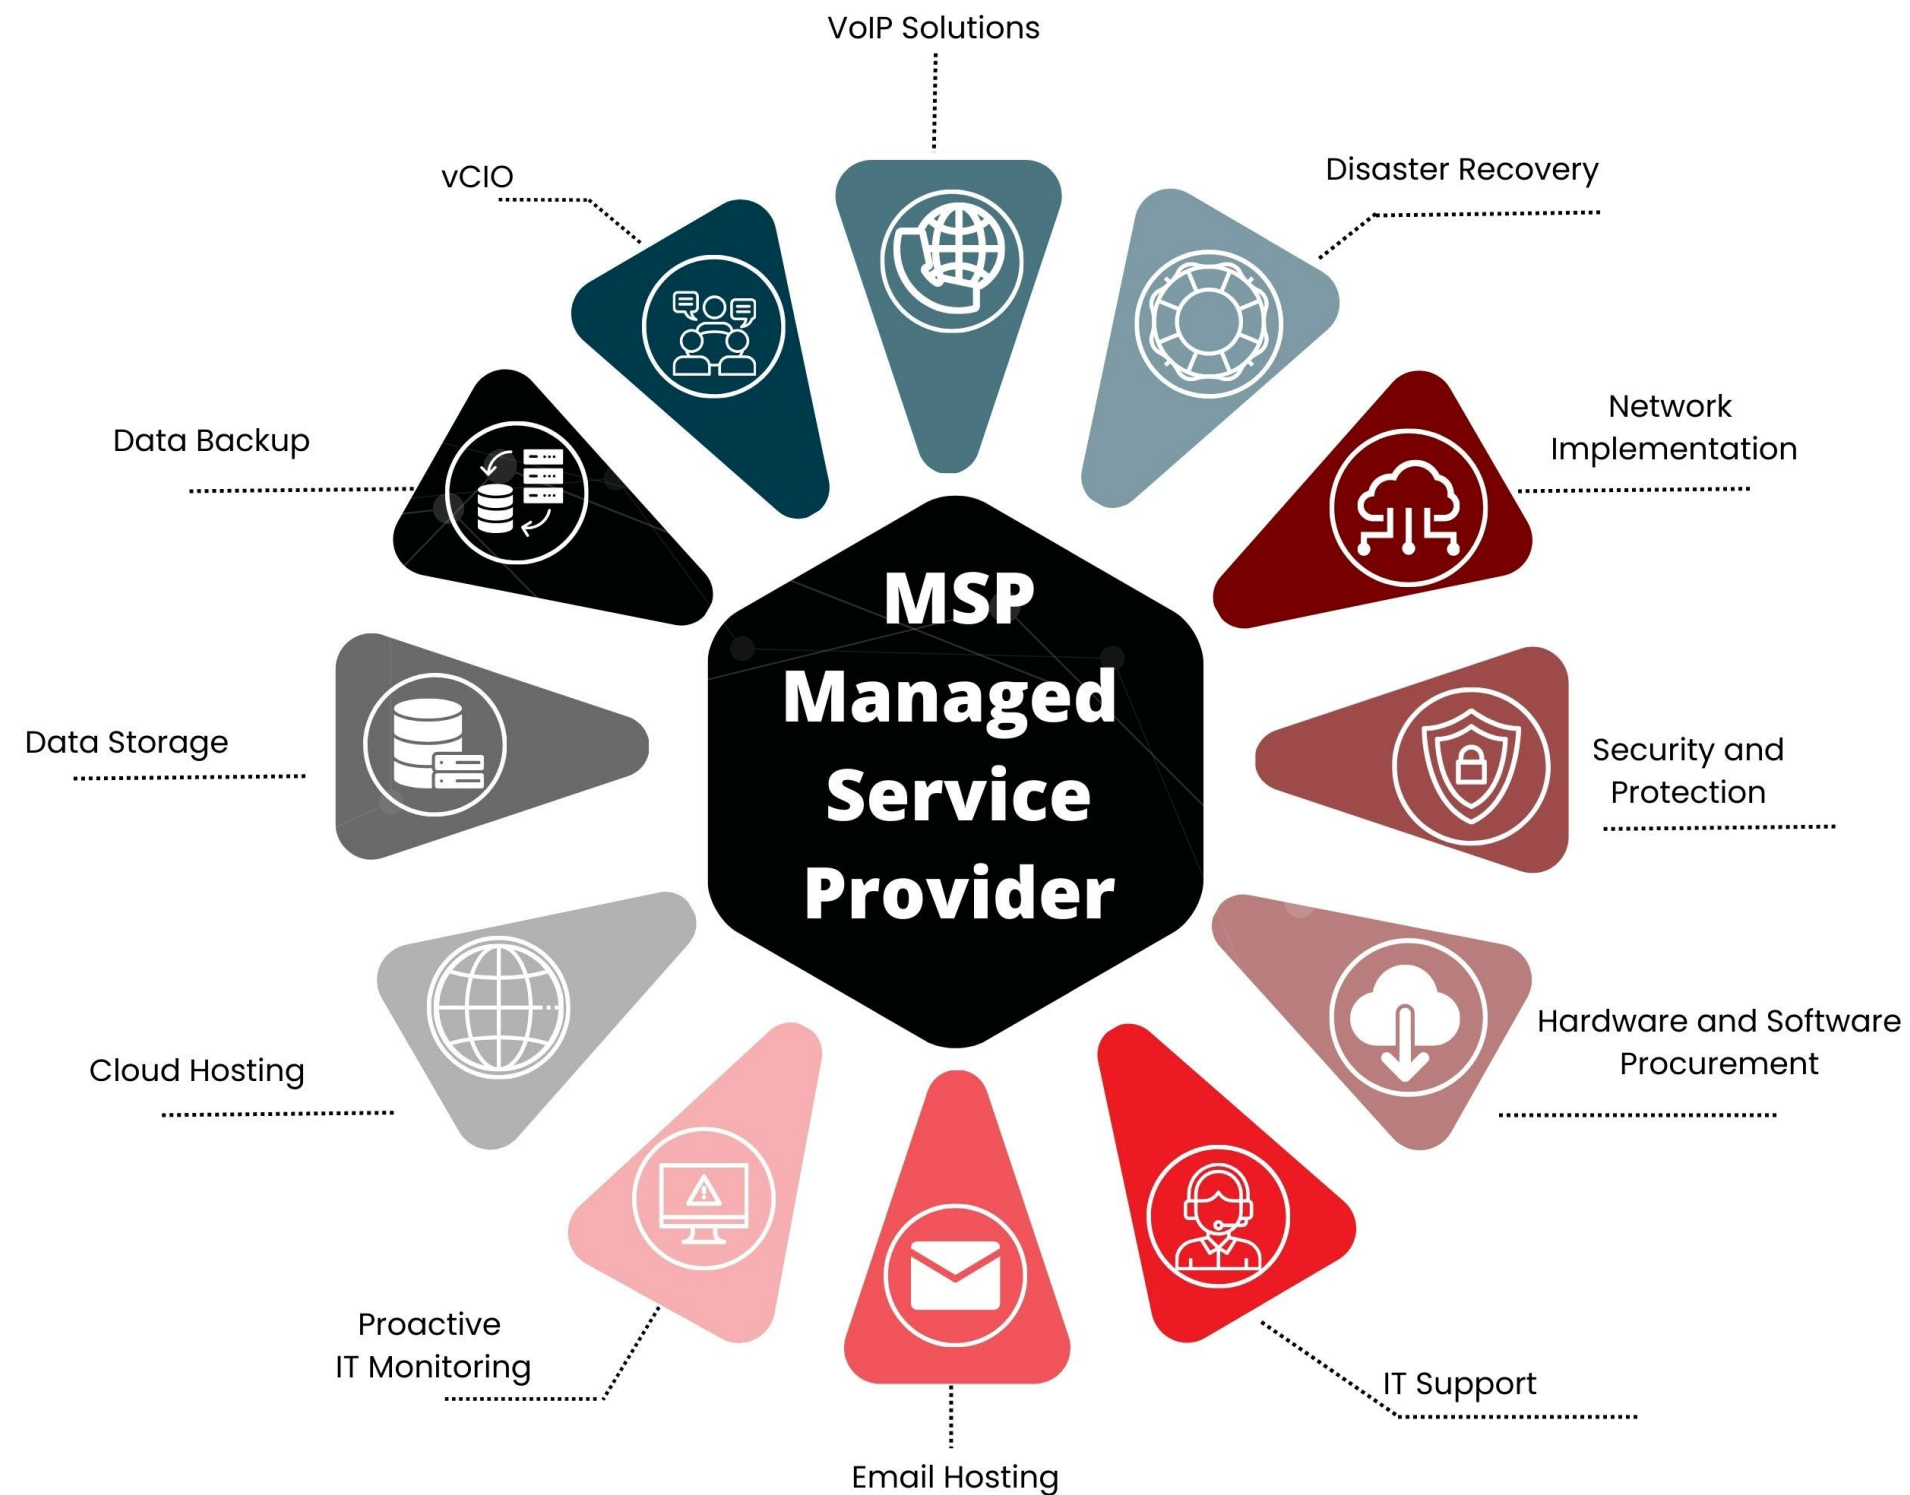 VoIP Solutions
vCIO
Disaster Recovery
Network
Implementation
Data Backup
MSP
Managed
Service
Provider
Data Storage
Security and
Protection
Hardware and Software
Procurement
Cloud Hosting
Proactive
IT Monitoring
IT Support
Email Hosting